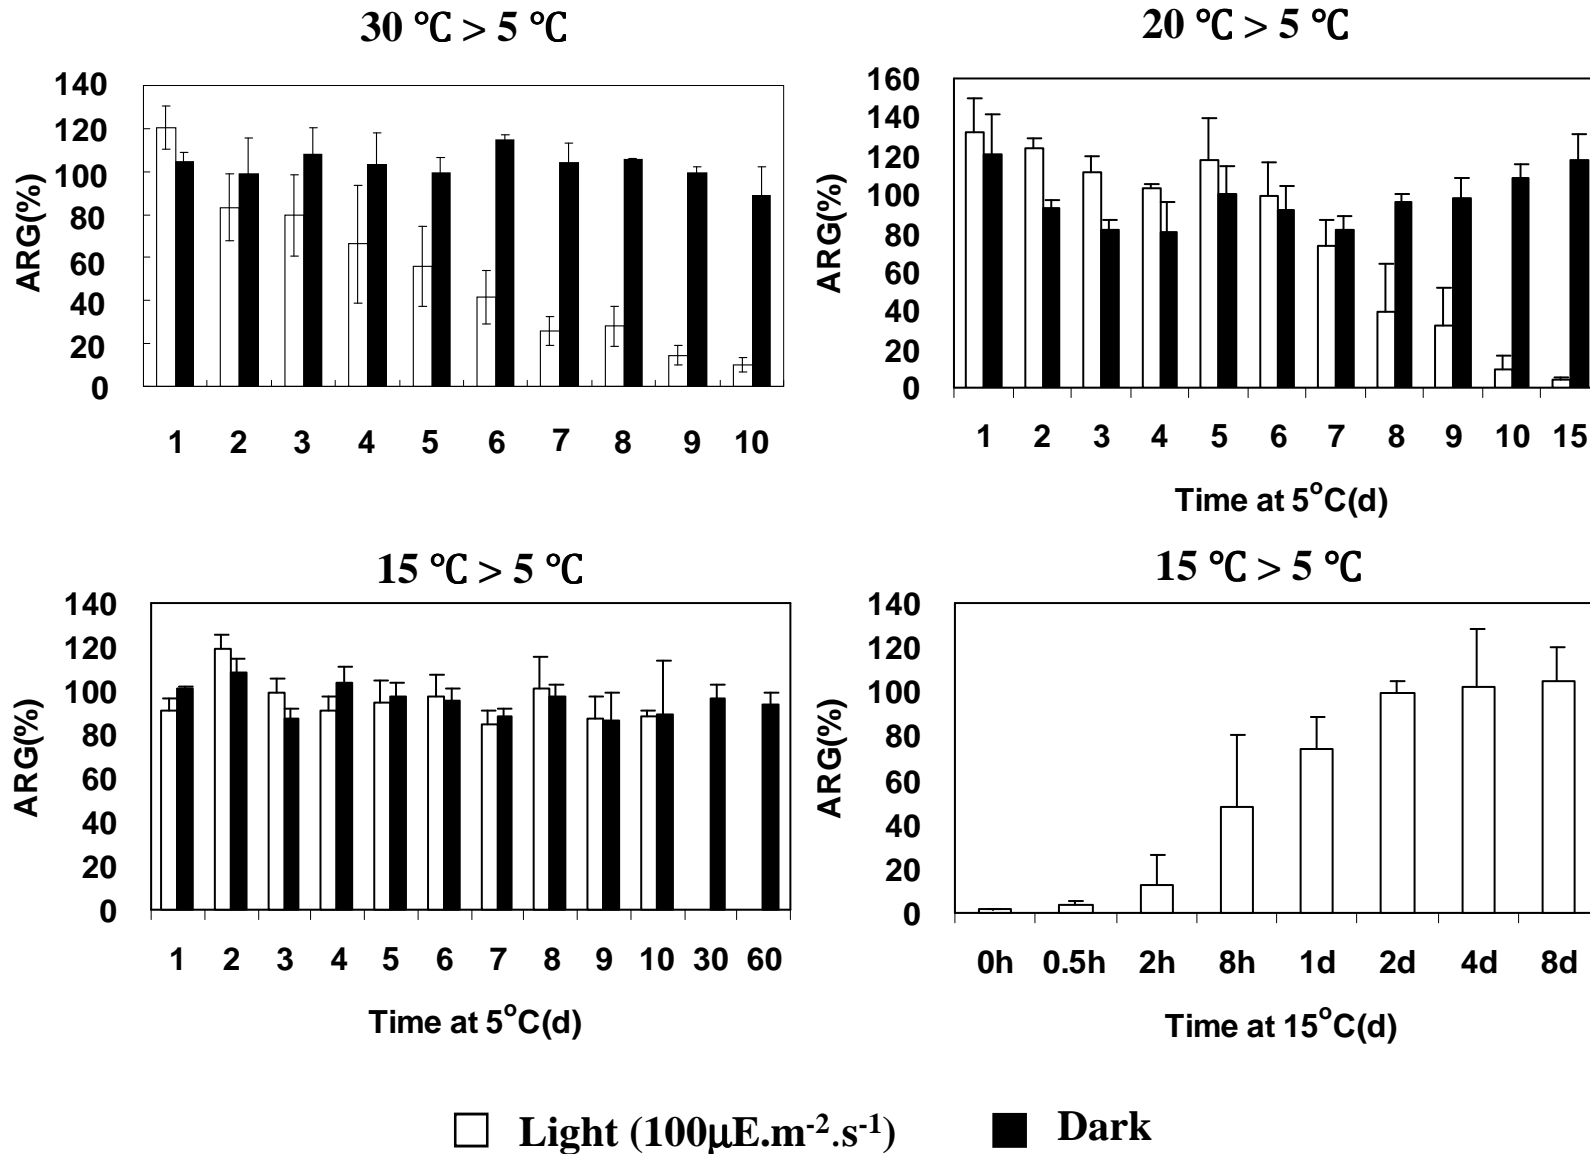 30 °C > 5 °C
140
120
100
80
60
40
20
0
ARG(%)
1 2 3 4 5 6 7 8 9 10
20 °C > 5 °C
160
140
120
100
80
60
40
20
0
ARG(%)
1 2 3 4 5 6 7 8 9 10 15
Time at 5°C(d)
15 °C > 5 °C
140
120
100
80
60
40
20
0
ARG(%)
1 2 3 4 5 6 7 8 9 10 30 60
Time at 5°C(d)
15 °C > 5 °C
140
120
100
80
60
40
20
0
ARG(%)
0h 0.5h 2h 8h 1d 2d 4d 8d
Time at 15°C(d)
Light (100μE.m⁻².s⁻¹) Dark